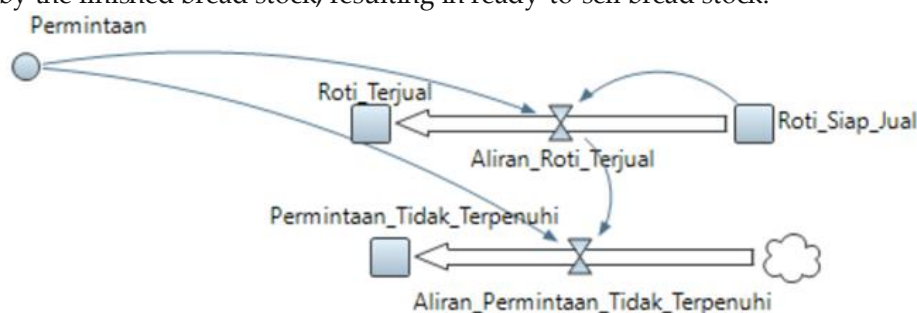 by the finished bread stock, resulting in ready-to-sell bread stock.
Permintaan
Roti_Terjual
Roti_Siap_Jual
Aliran_Roti_Terjual
Permintaan_Tidak_Terpenuhi
Aliran_Permintaan_Tidak_Terpenuhi